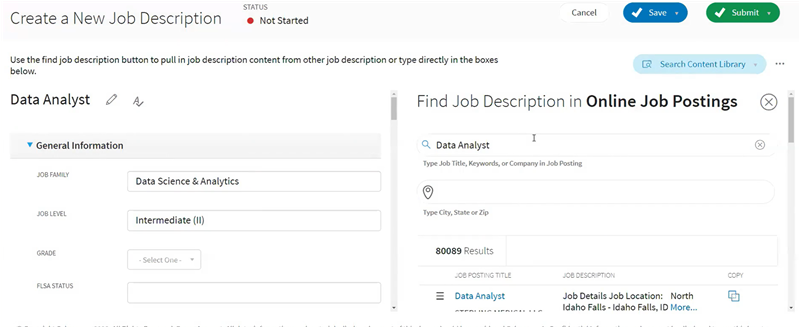 Create a New Job Description
STATUS
Not Started
Cancel
Save
Submit
Use the find job description button to pull in job description content from other job description or type directly in the boxes
below.
Search Content Library
Data Analyst
General Information
JOB FAMILY
Data Science & Analytics
JOB LEVEL
Intermediate (II)
GRADE
- Select One -
FLSA STATUS
Find Job Description in Online Job Postings
Data Analyst
Type Job Title, Keywords, or Company in Job Posting
Type City, State or Zip
80089 Results
JOB POSTING TITLE
JOB DESCRIPTION
COPY
Data Analyst
Job Details Job Location: North
Idaho Falls - Idaho Falls, ID More...